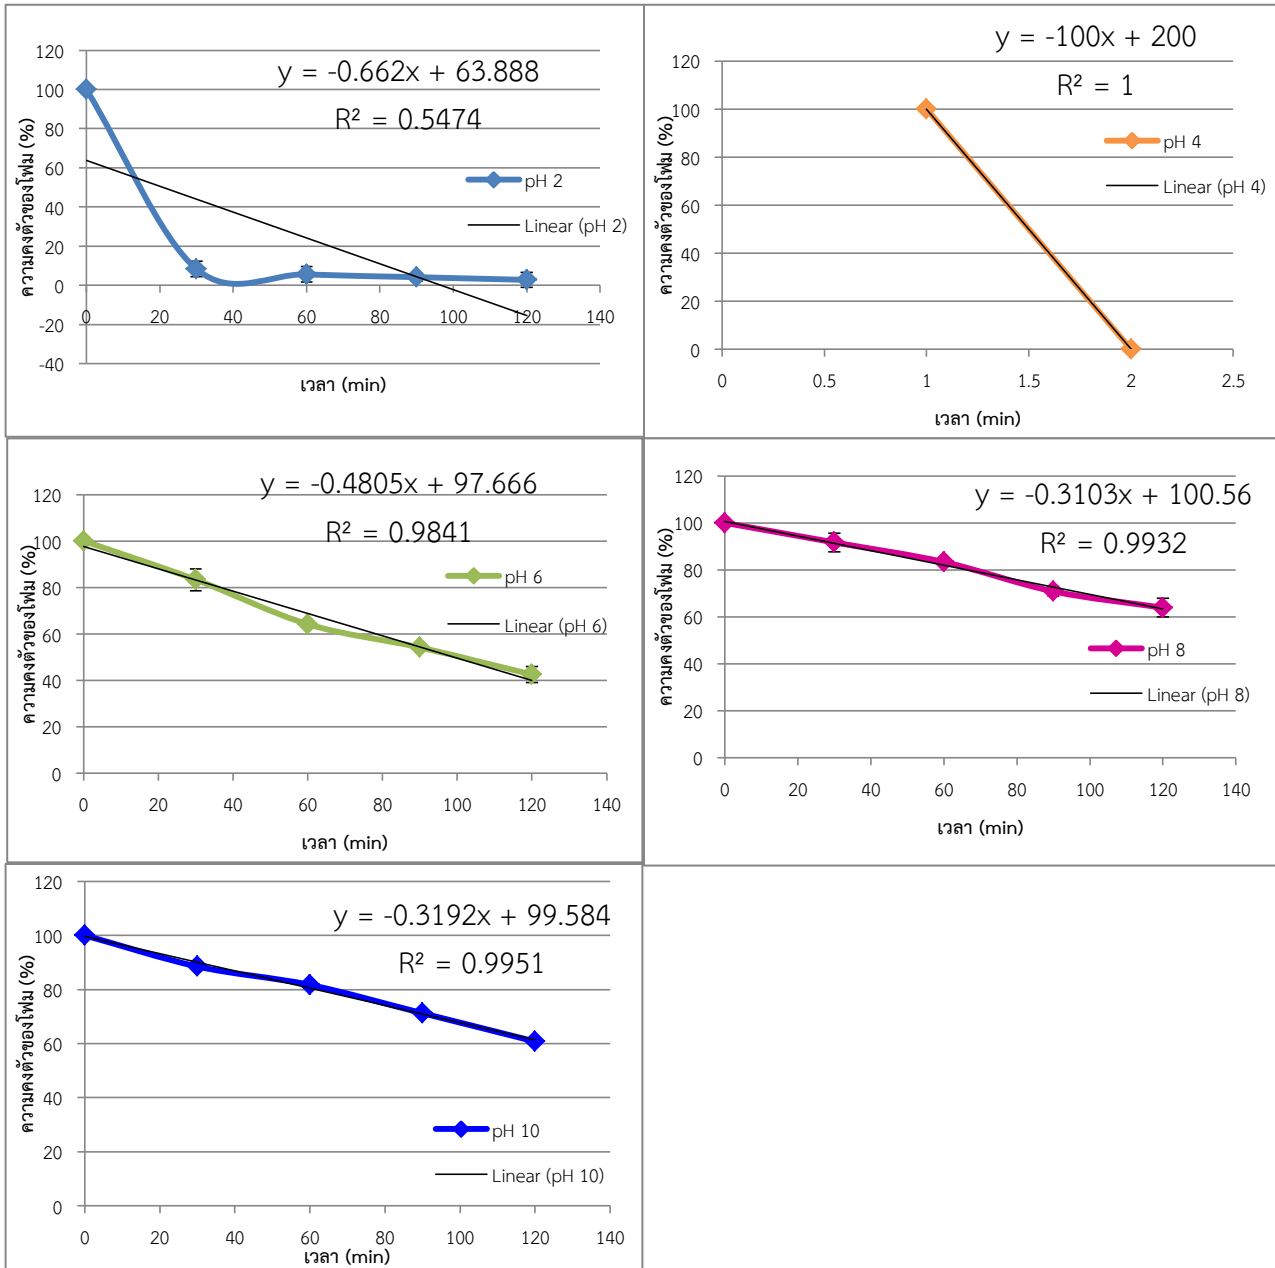 y = -0.662x + 63.888
R² = 0.5474
120
100
80
60
40
20
0
-20
-40
0 20 40 60 80 100 120 140
ความคงตัวของโฟม (%)
เวลา (min)
pH 2
Linear (pH 2)
y = -100x + 200
R² = 1
120
100
80
60
40
20
0
0 0.5 1 1.5 2 2.5
ความคงตัวของโฟม (%)
เวลา (min)
pH 4
Linear (pH 4)
y = -0.4805x + 97.666
R² = 0.9841
120
100
80
60
40
20
0
0 20 40 60 80 100 120 140
ความคงตัวของโฟม (%)
เวลา (min)
pH 6
Linear (pH 6)
y = -0.3103x + 100.56
R² = 0.9932
120
100
80
60
40
20
0
0 20 40 60 80 100 120 140
ความคงตัวของโฟม (%)
เวลา (min)
pH 8
Linear (pH 8)
y = -0.3192x + 99.584
R² = 0.9951
120
100
80
60
40
20
0
0 20 40 60 80 100 120 140
ความคงตัวของโฟม (%)
เวลา (min)
pH 10
Linear (pH 10)